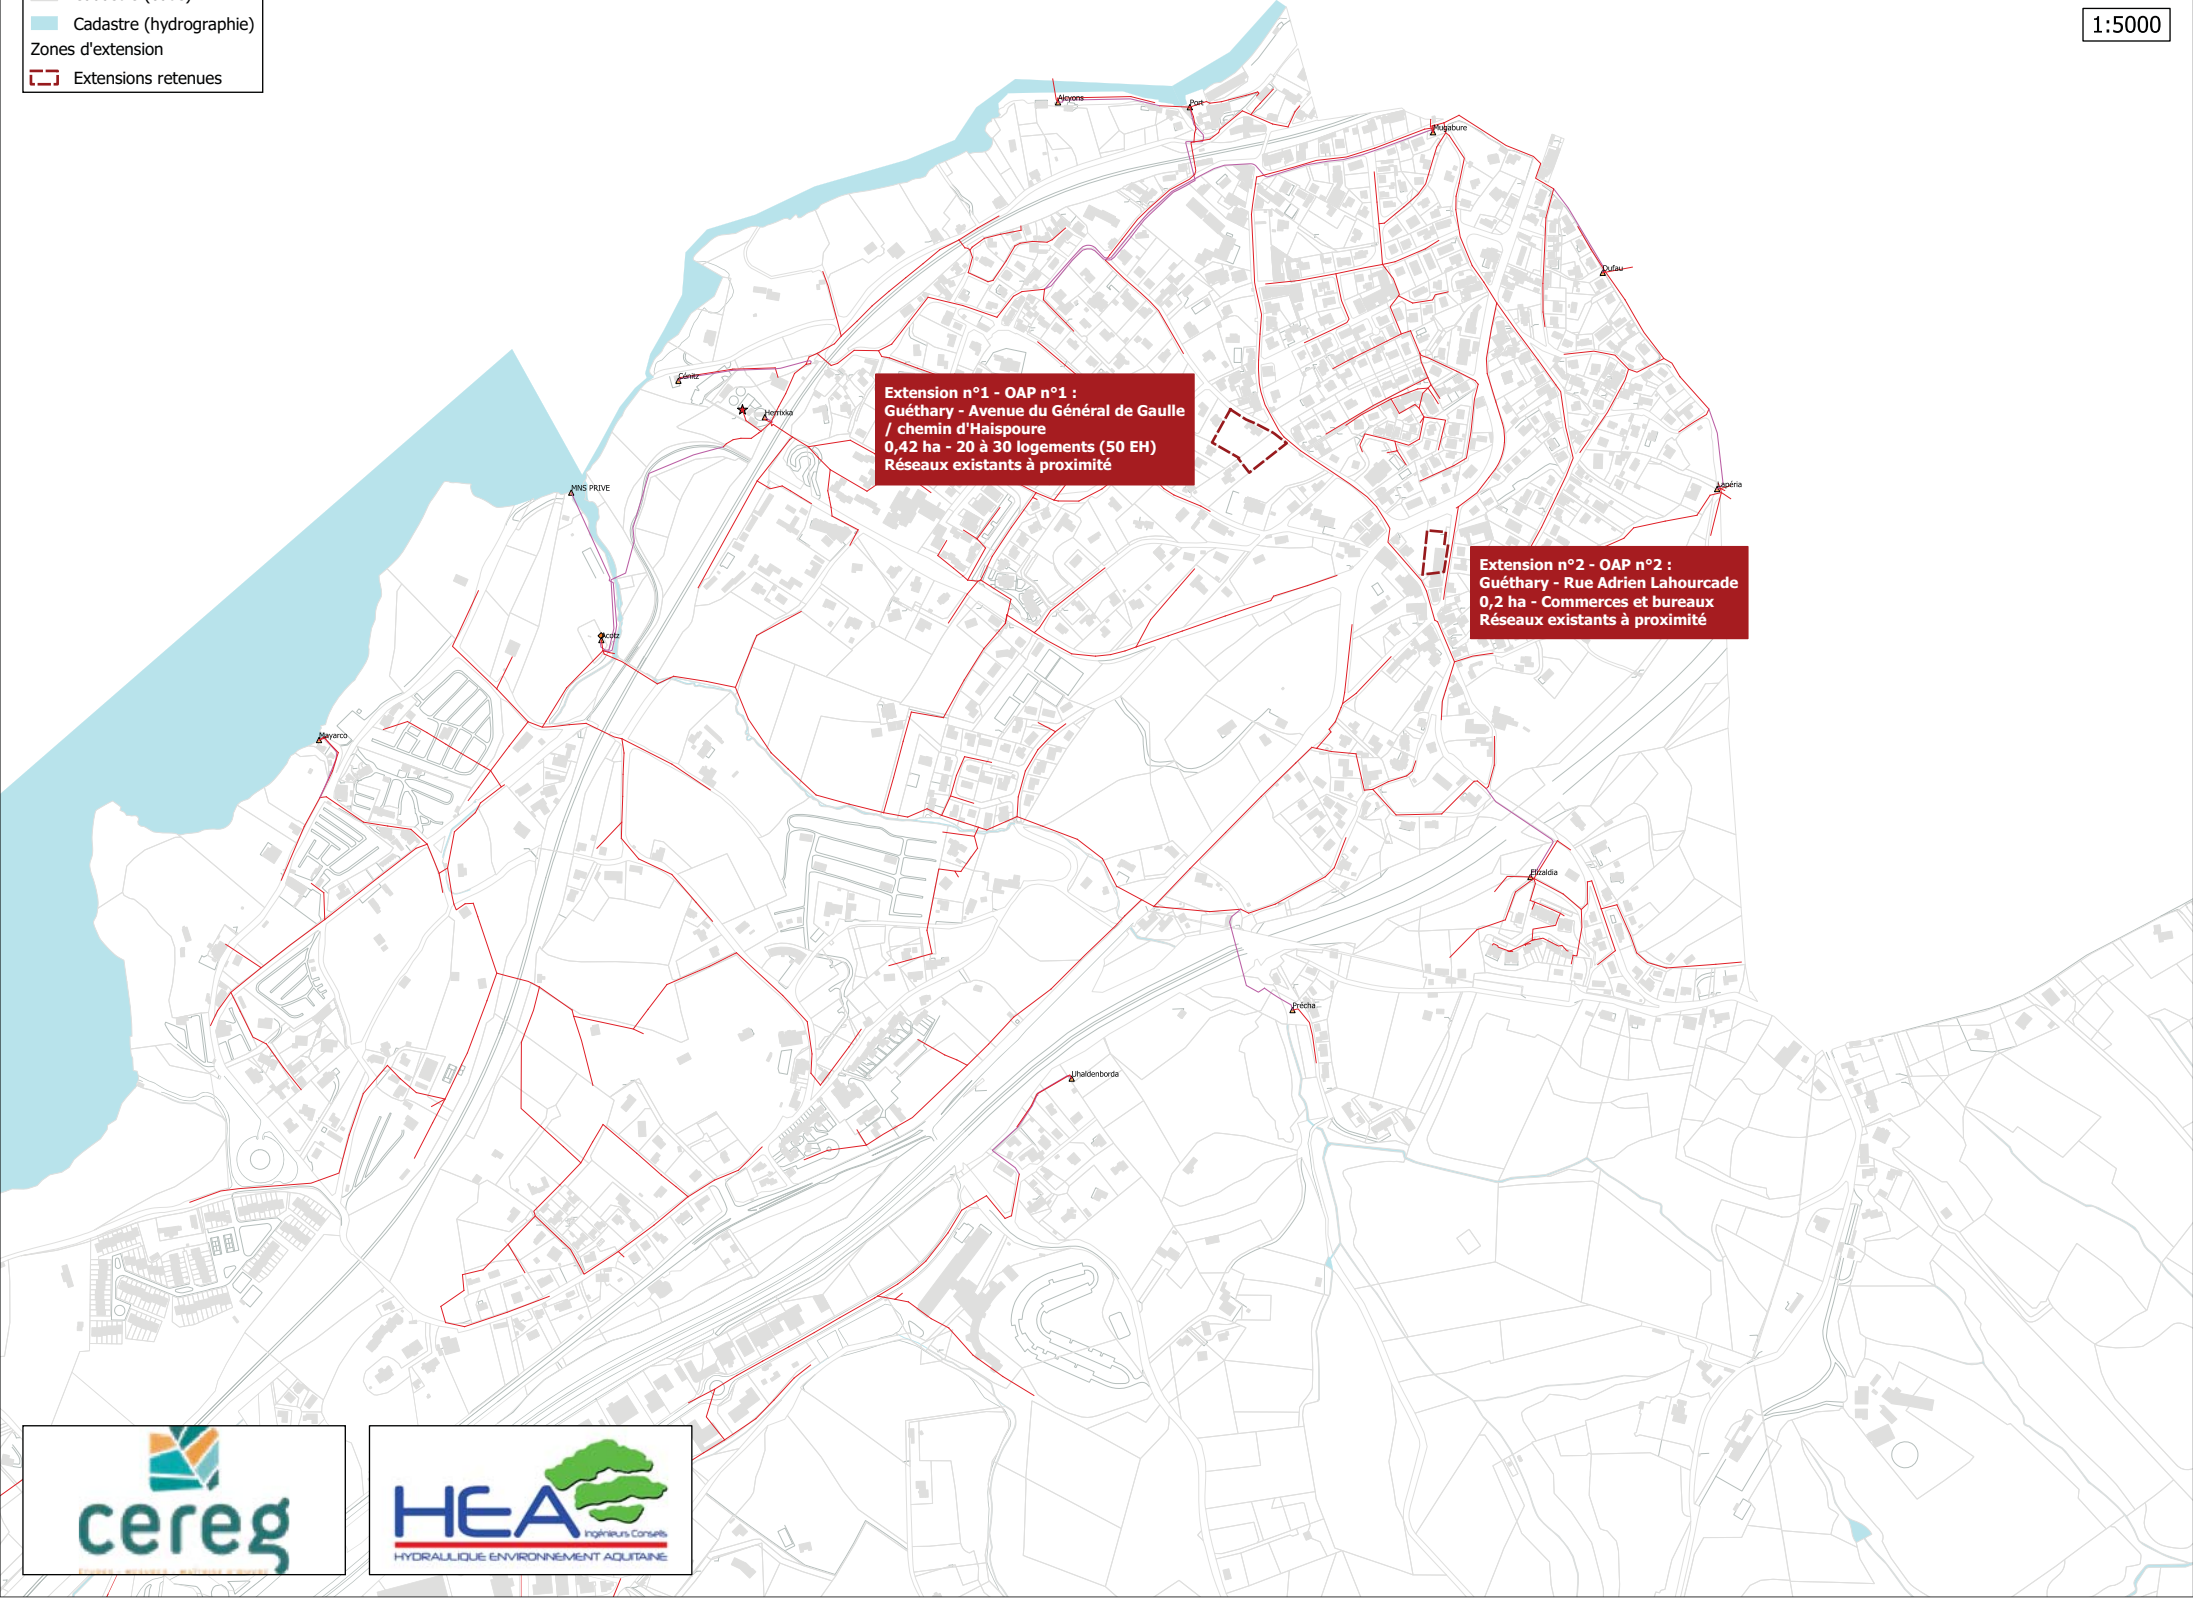 Cadastre (hydrographie)
Zones d'extension
Extensions retenues
1:5000
Alcyons
Port
Mugabure
Dufau
Cénitz
Herrixka
Extension n°1 - OAP n°1 :
Guéthary - Avenue du Général de Gaulle
/ chemin d'Haispoure
0,42 ha - 20 à 30 logements (50 EH)
Réseaux existants à proximité
MNS PRIVE
Lapéria
Extension n°2 - OAP n°2 :
Guéthary - Rue Adrien Lahourcade
0,2 ha - Commerces et bureaux
Réseaux existants à proximité
Acotz
Mayarco
Elizaldia
Précha
Uhaldenborda
cereg
HEA
Ingénieurs Conseils
HYDRAULIQUE ENVIRONNEMENT AQUITAINE